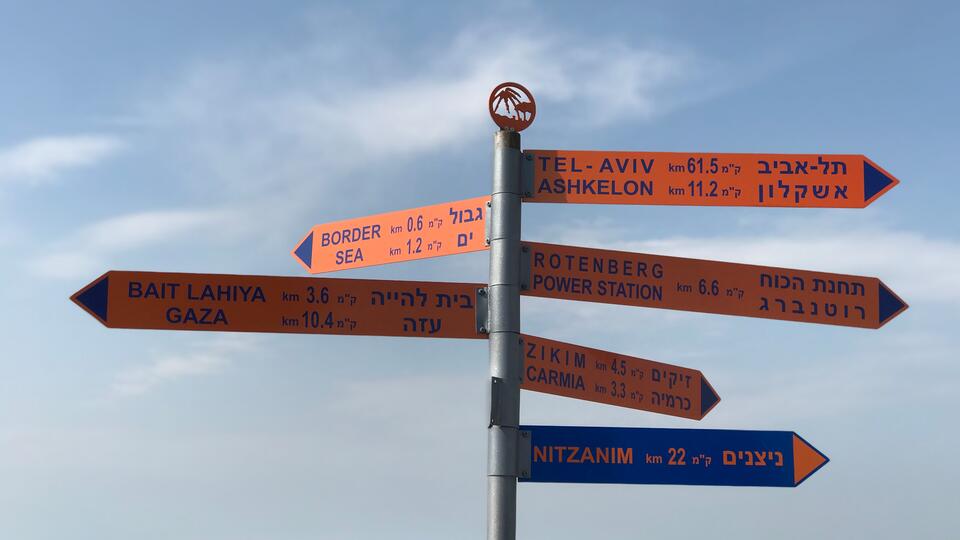 TEL-AVIV km 61.5 ק"מ תל-אביב
ASHKELON km 11.2 ק"מ אשקלון
BORDER km 0.6 ק"מ גבול
SEA km 1.2 ק"מ ים
ROTENBERG תחנת הכוח
POWER STATION km 6.6 ק"מ רוטנברג
BAIT LAHIYA km 3.6 ק"מ בית להייה
GAZA km 10.4 ק"מ עזה
ZIKIM km 4.5 ק"מ זיקים
CARMIA km 3.3 ק"מ כרמיה
NITZANIM km 22 ק"מ ניצנים